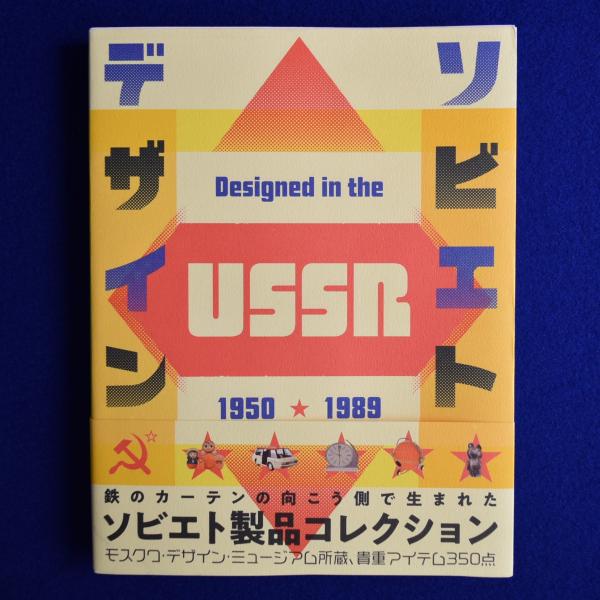 ソビエト
デザイン
Designed in the
USSR
1950 ★ 1989
鉄のカーテンの向こう側で生まれた
ソビエト製品コレクション
モスクワ・デザイン・ミュージアム所蔵、貴重アイテム350点